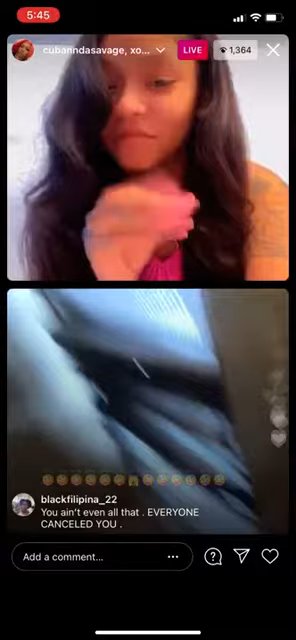 5:45
cubanndasavage, xo...
LIVE
1,364
blackfilipina_22
You ain't even all that . EVERYONE
CANCELED YOU .
Add a comment...